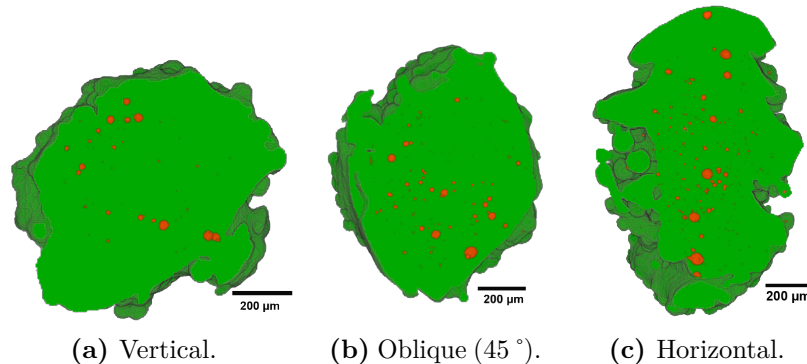 200 µm
200 µm
200 µm
(a) Vertical.
(b) Oblique (45 °).
(c) Horizontal.